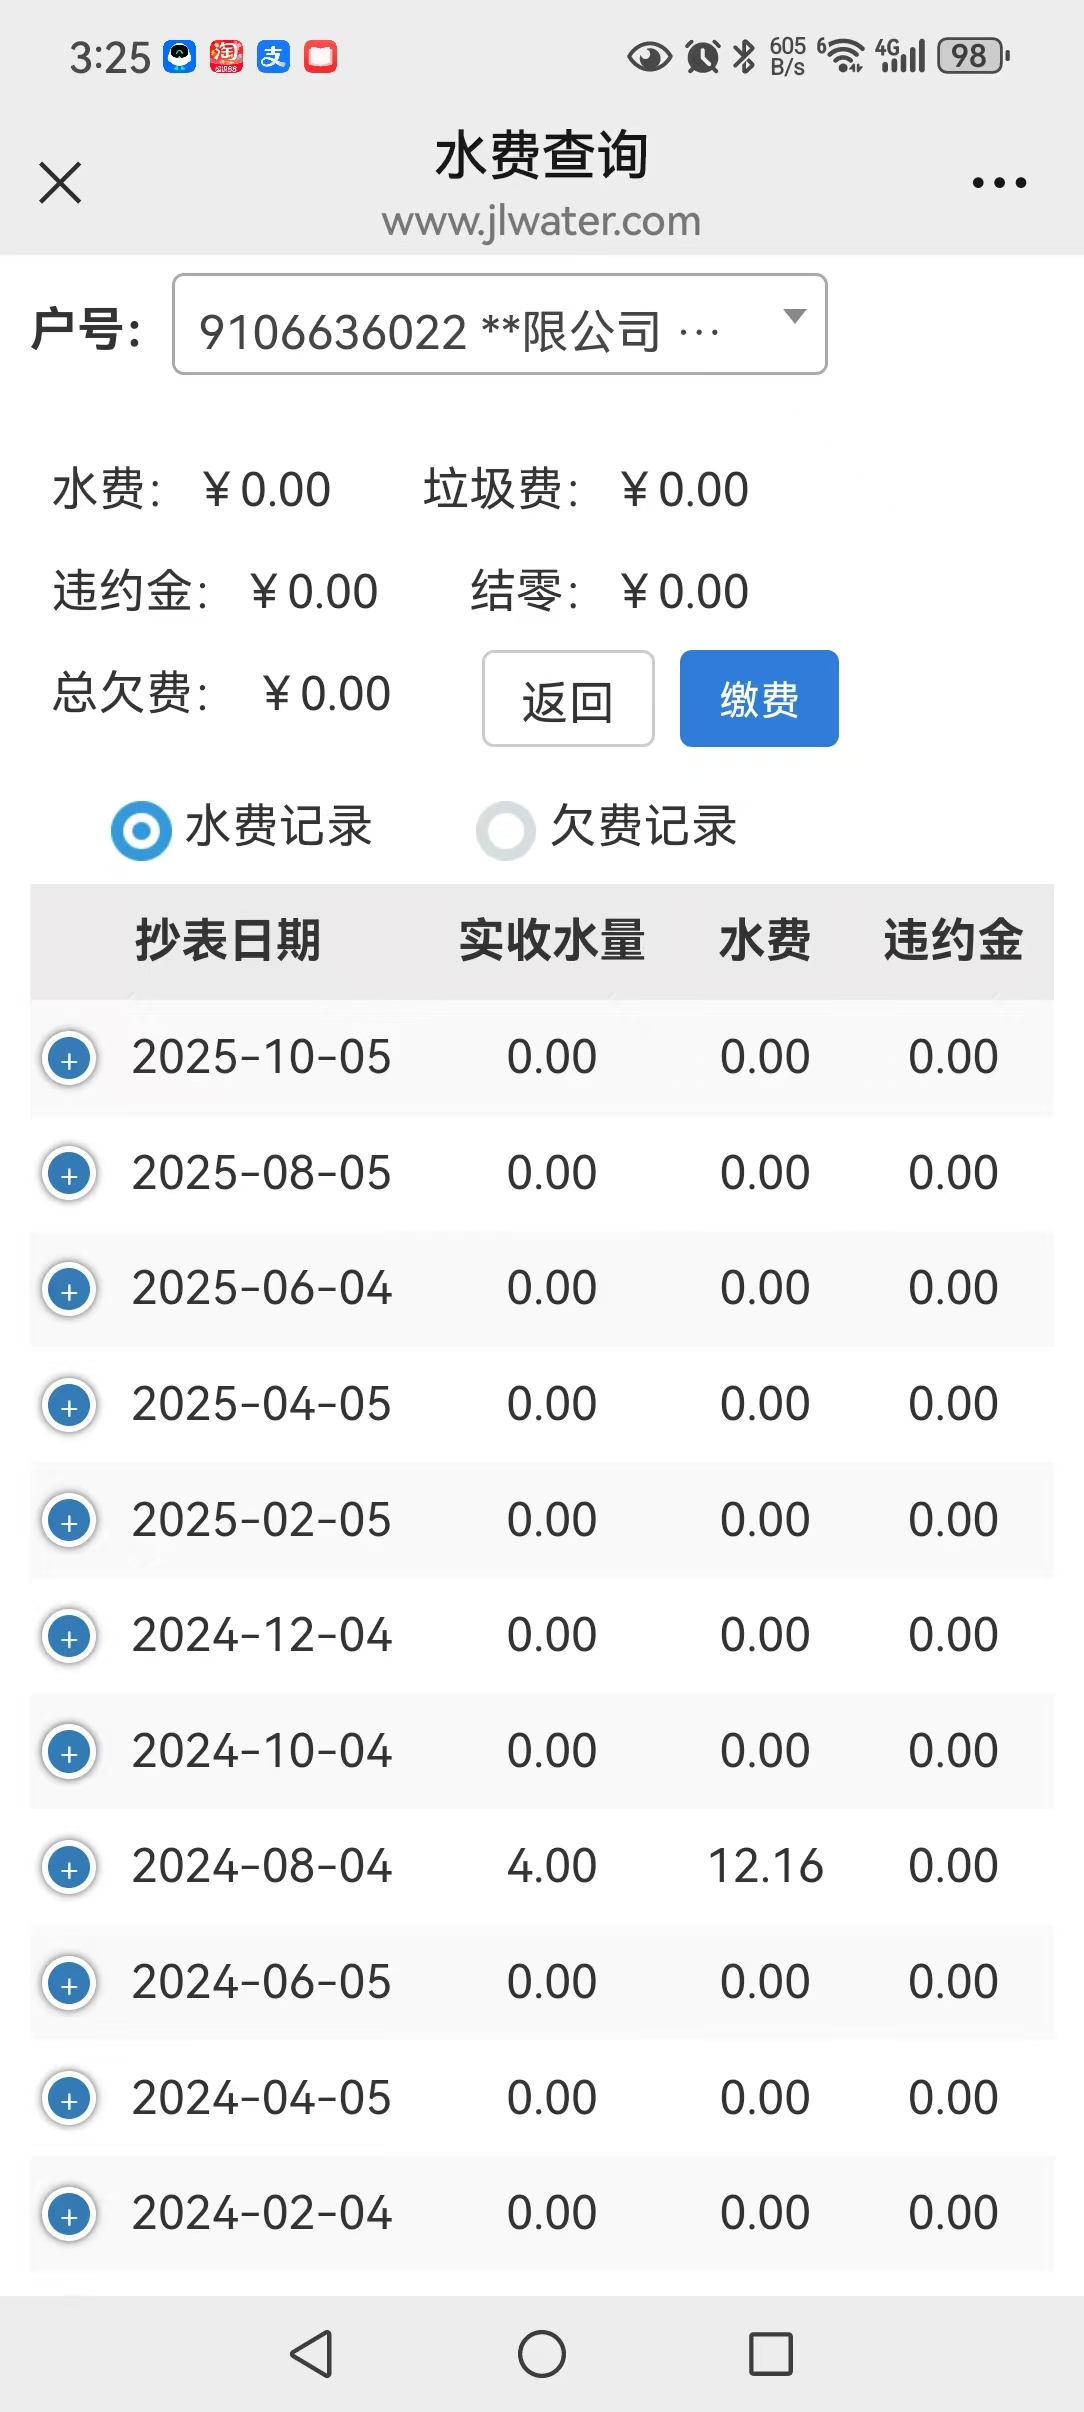 3:25 淘 支 605 B/s 6 4G 98
水费查询
www.jlwater.com
户号： 9106636022 **限公司 ···
水费： ￥0.00 垃圾费： ￥0.00
违约金： ￥0.00 结零： ￥0.00
总欠费： ￥0.00 返回 缴费
水费记录 欠费记录
抄表日期 实收水量 水费 违约金
+ 2025-10-05 0.00 0.00 0.00
+ 2025-08-05 0.00 0.00 0.00
+ 2025-06-04 0.00 0.00 0.00
+ 2025-04-05 0.00 0.00 0.00
+ 2025-02-05 0.00 0.00 0.00
+ 2024-12-04 0.00 0.00 0.00
+ 2024-10-04 0.00 0.00 0.00
+ 2024-08-04 4.00 12.16 0.00
+ 2024-06-05 0.00 0.00 0.00
+ 2024-04-05 0.00 0.00 0.00
+ 2024-02-04 0.00 0.00 0.00